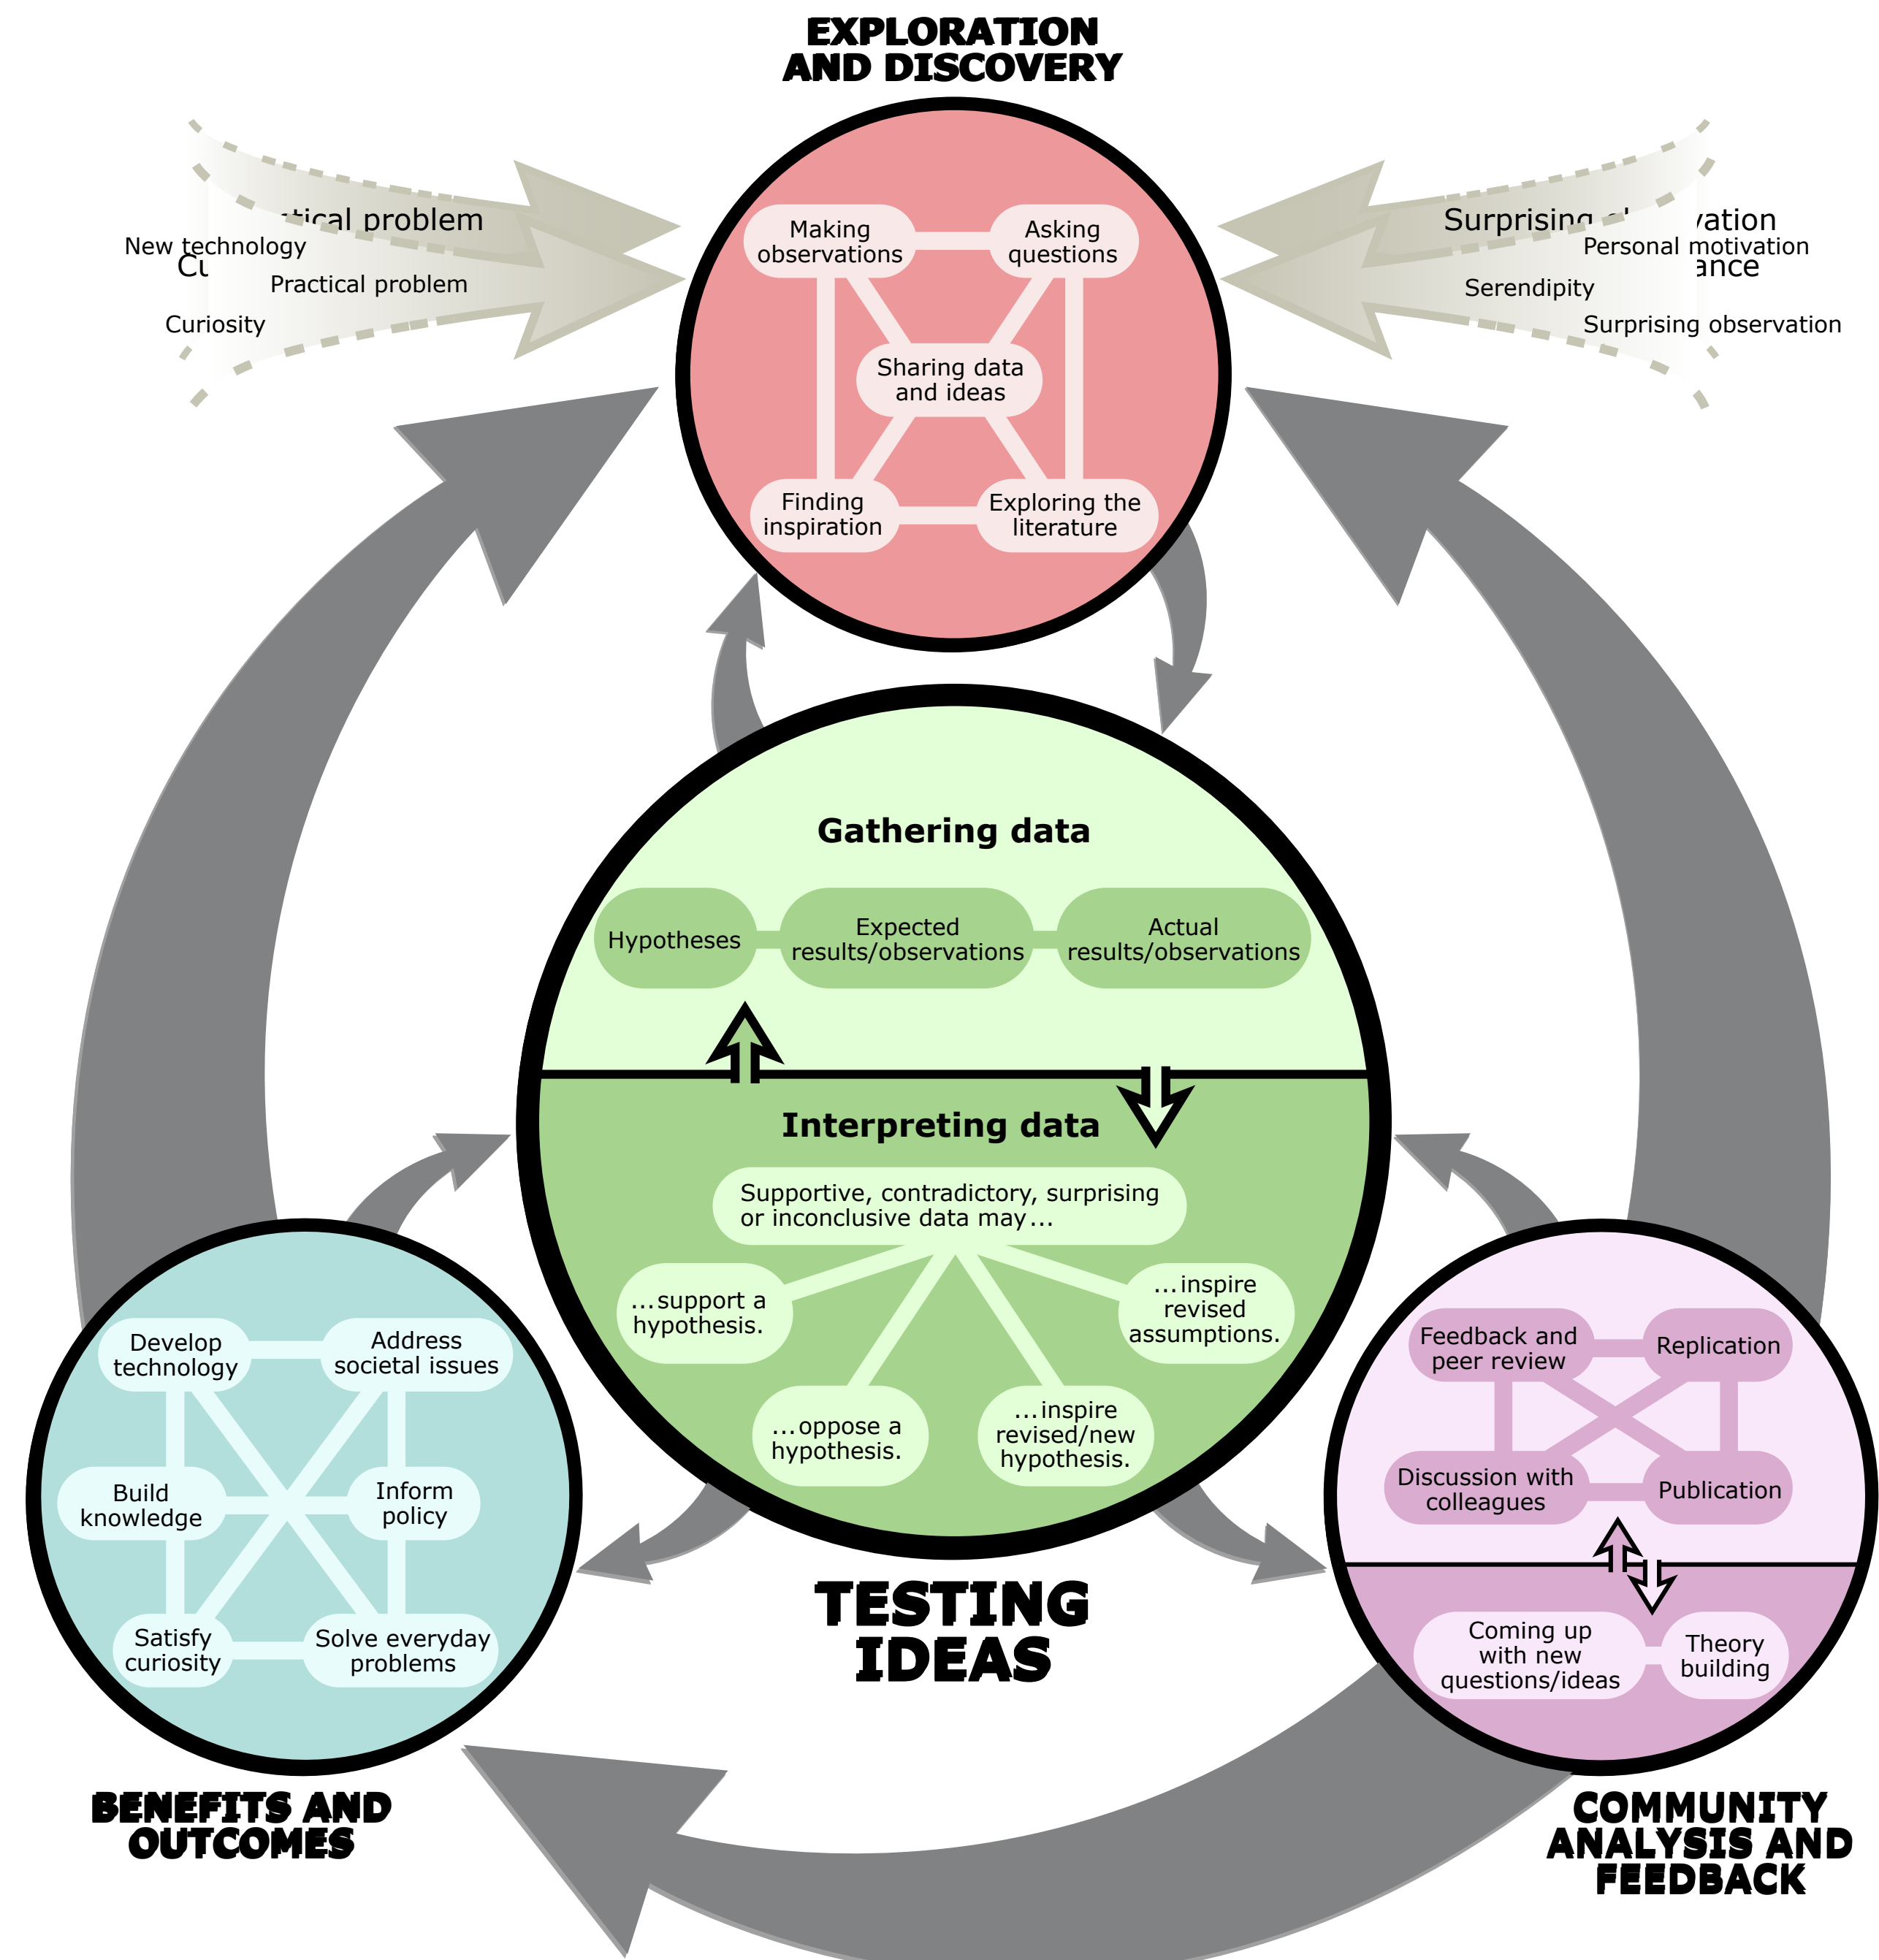 EXPLORATION
AND DISCOVERY
problem
New technology
Practical problem
Curiosity
Surprising
Personal motivation
Serendipity
Surprising observation
Making
observations
Asking
questions
Sharing data
and ideas
Finding
inspiration
Exploring the
literature
Gathering data
Hypotheses
Expected
results/observations
Actual
results/observations
Interpreting data
Supportive, contradictory, surprising
or inconclusive data may…
…support a
hypothesis.
…oppose a
hypothesis.
…inspire
revised/new
hypothesis.
…inspire
revised
assumptions.
TESTING
IDEAS
Develop
technology
Address
societal issues
Build
knowledge
Inform
policy
Satisfy
curiosity
Solve everyday
problems
BENEFITS AND
OUTCOMES
Feedback and
peer review
Replication
Discussion with
colleagues
Publication
Coming up
with new
questions/ideas
Theory
building
COMMUNITY
ANALYSIS AND
FEEDBACK